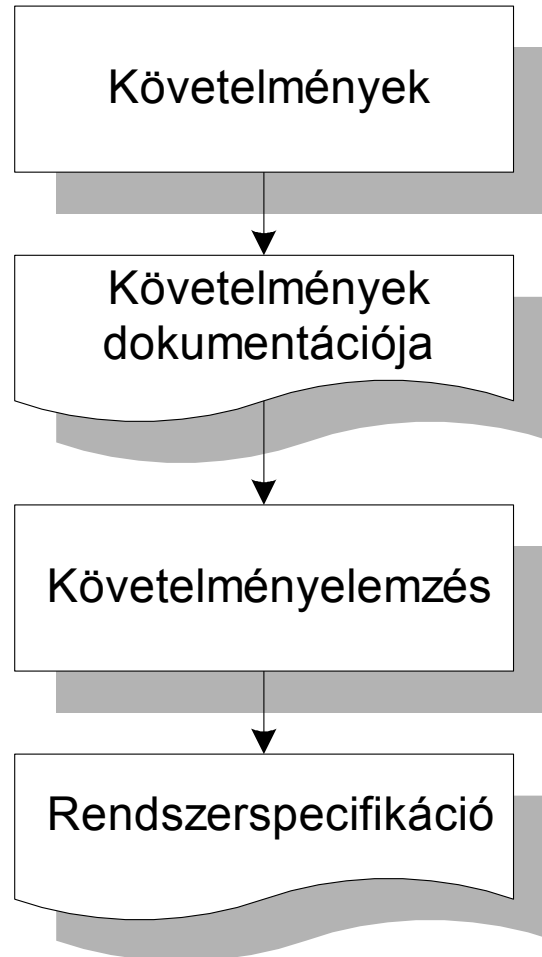 Követelmények
Követelmények
dokumentációja
Követelményelemzés
Rendszerspecifikáció